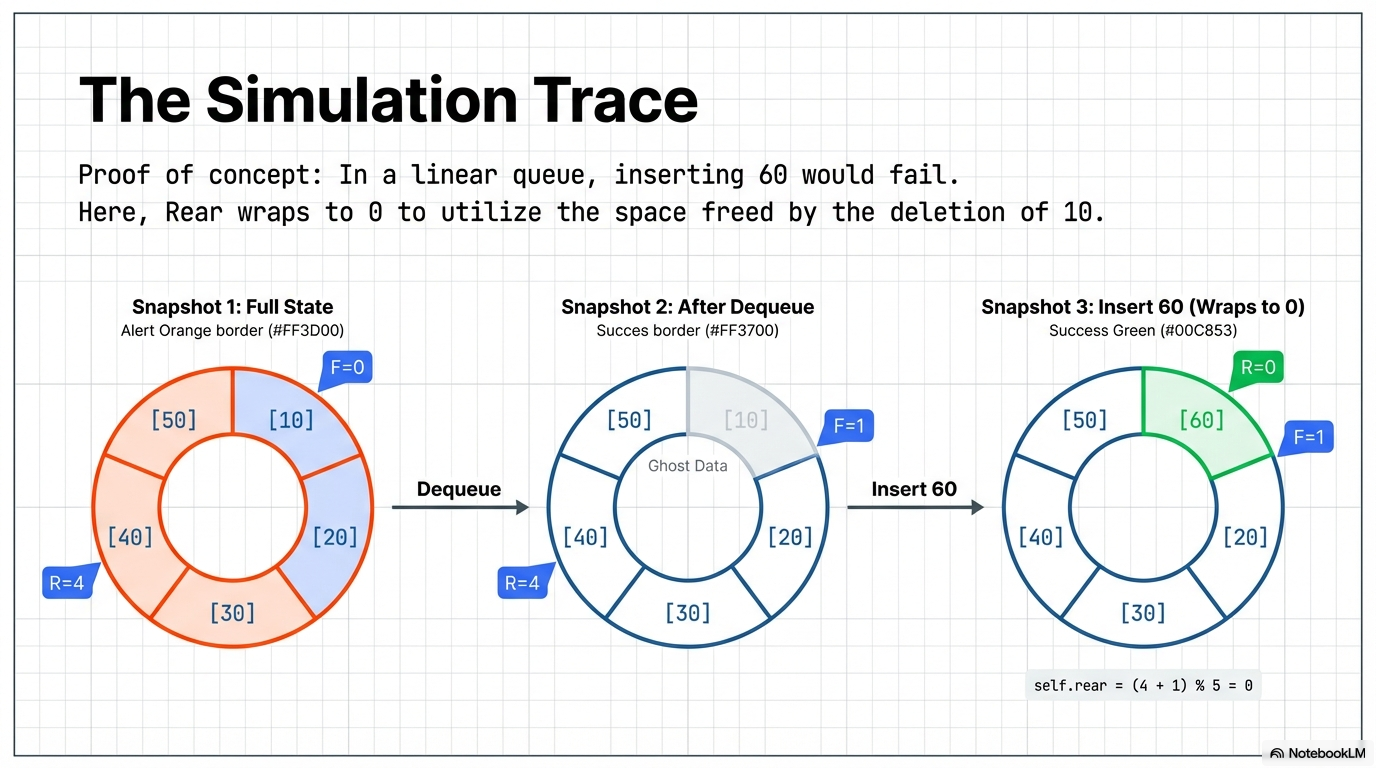 The Simulation Trace
Proof of concept: In a linear queue, inserting 60 would fail.
Here, Rear wraps to 0 to utilize the space freed by the deletion of 10.
Snapshot 1: Full State
Alert Orange border (#FF3D00)
F=0
[50]
[10]
[40]
[20]
R=4
[30]
Dequeue
Snapshot 2: After Dequeue
Succes border (#FF3700)
[50]
[10]
F=1
Ghost Data
[40]
[20]
R=4
[30]
Insert 60
Snapshot 3: Insert 60 (Wraps to 0)
Success Green (#00C853)
R=0
[50]
[60]
F=1
[40]
[20]
[30]
self.rear = (4 + 1) % 5 = 0
NotebookLM